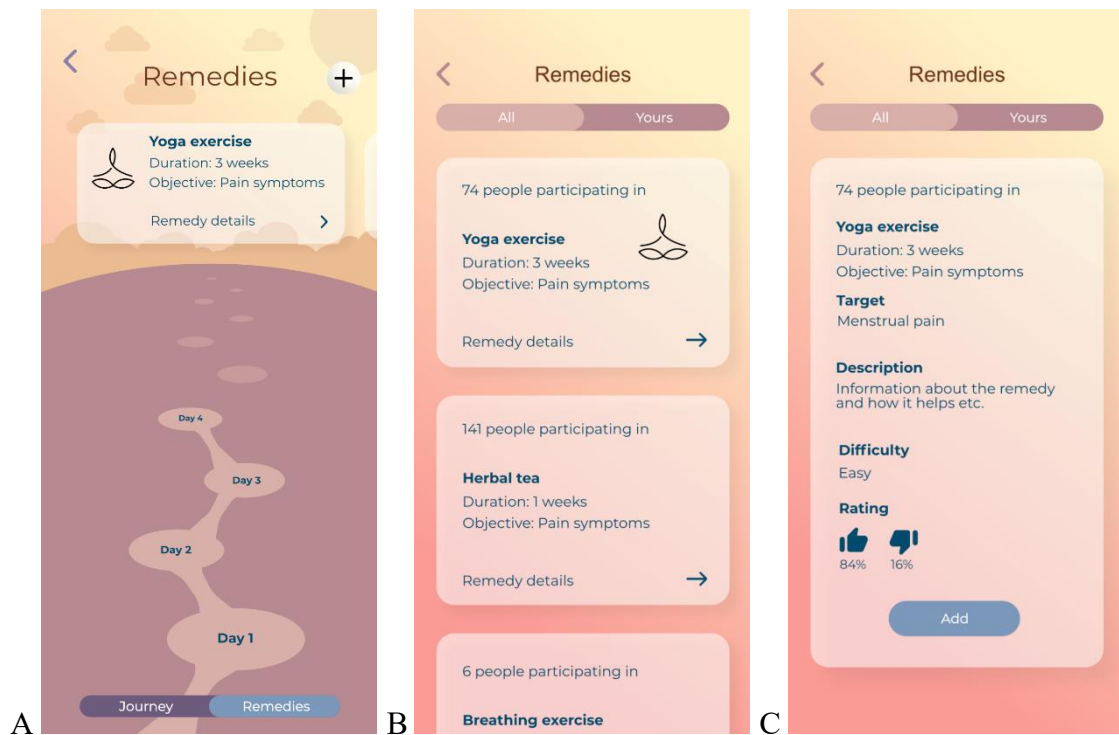 Remedies
+
Yoga exercise
Duration: 3 weeks
Objective: Pain symptoms
Remedy details
Day 4
Day 3
Day 2
Day 1
Journey Remedies
A
Remedies
All Yours
74 people participating in
Yoga exercise
Duration: 3 weeks
Objective: Pain symptoms
Remedy details
141 people participating in
Herbal tea
Duration: 1 weeks
Objective: Pain symptoms
Remedy details
6 people participating in
Breathing exercise
B
Remedies
All Yours
74 people participating in
Yoga exercise
Duration: 3 weeks
Objective: Pain symptoms
Target
Menstrual pain
Description
Information about the remedy
and how it helps etc.
Difficulty
Easy
Rating
84% 16%
Add
C